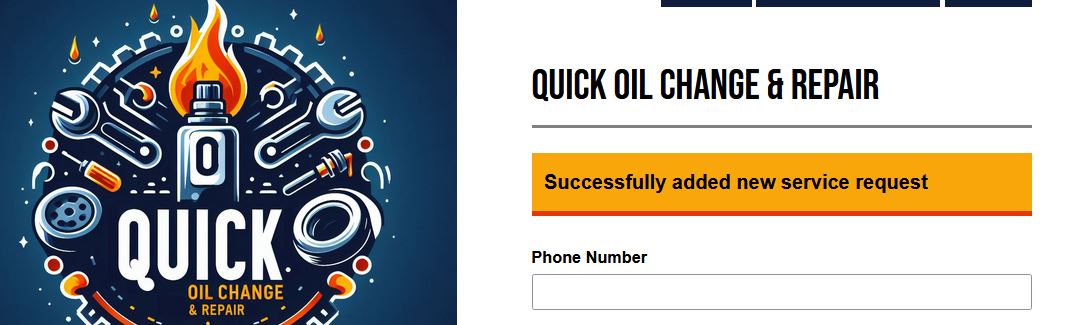 QUICK
OIL CHANGE
& REPAIR
QUICK OIL CHANGE & REPAIR
Successfully added new service request
Phone Number